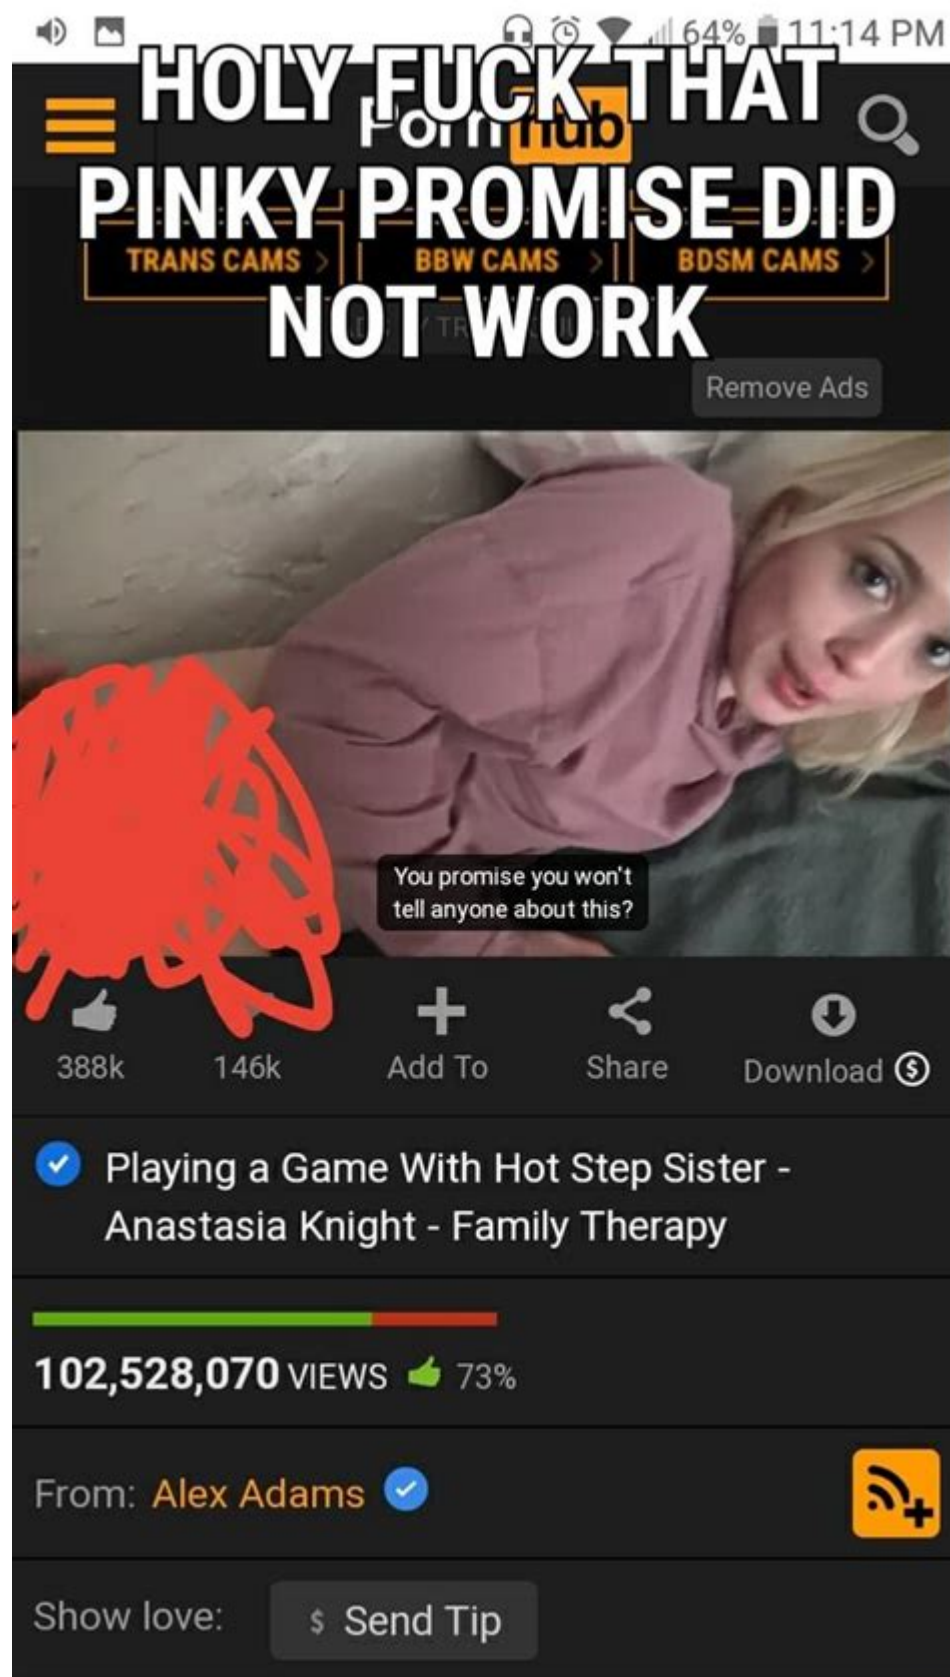 64% 11:14 PM
HOLY FUCK THAT
Porn hub
PINKY PROMISE DID
TRANS CAMS > BBW CAMS > BDSM CAMS >
NOT WORK
Remove Ads
You promise you won't
tell anyone about this?
388k 146k Add To Share Download
Playing a Game With Hot Step Sister -
Anastasia Knight - Family Therapy
102,528,070 VIEWS 73%
From: Alex Adams
Show love: $ Send Tip